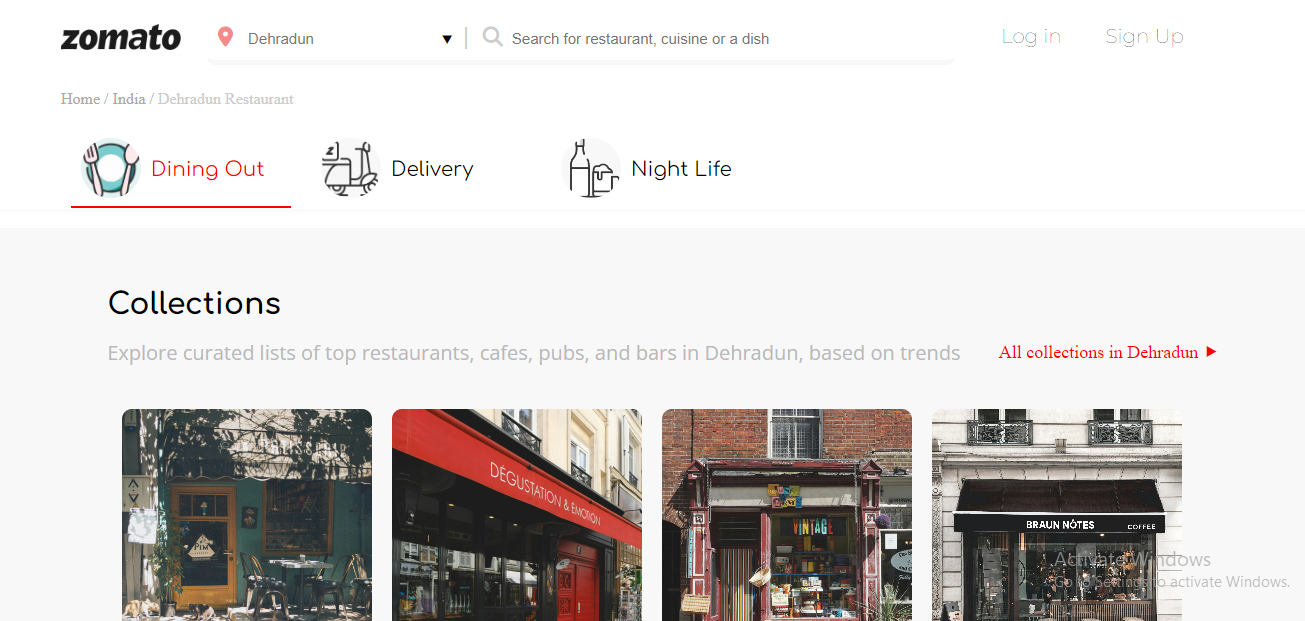 zomato
Dehradun
Search for restaurant, cuisine or a dish
Log in
Sign Up
Home / India / Dehradun Restaurant
Dining Out
Delivery
Night Life
Collections
Explore curated lists of top restaurants, cafes, pubs, and bars in Dehradun, based on trends
All collections in Dehradun
PIM
DÉGUSTATION & ÉMOTION
VINTAGE
BRAUN NÖTES
COFFEE
Activate Windows
Go to Settings to activate Windows.